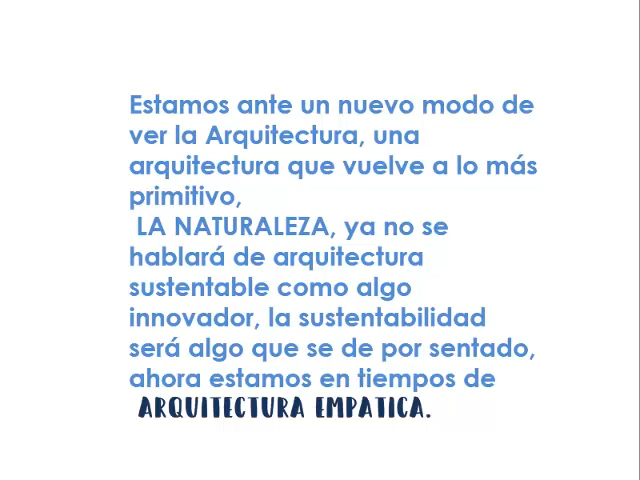 Estamos ante un nuevo modo de
ver la Arquitectura, una
arquitectura que vuelve a lo más
primitivo,
LA NATURALEZA, ya no se
hablará de arquitectura
sustentable como algo
innovador, la sustentabilidad
será algo que se de por sentado,
ahora estamos en tiempos de
ARQUITECTURA EMPATICA.